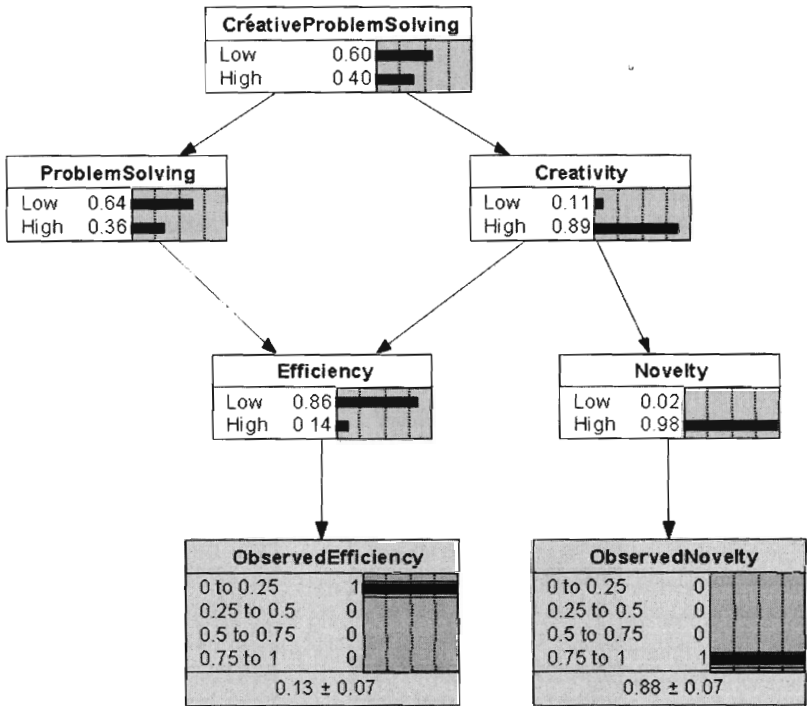 CréativeProblemSolving
Low 0.60
High 0 40
ProblemSolving
Low 0.64
High 0.36
Creativity
Low 0.11
High 0.89
Efficiency
Low 0.86
High 0 14
Novelty
Low 0.02
High 0.98
ObservedEfficiency
0 to 0.25 1
0.25 to 0.5 0
0.5 to 0.75 0
0.75 to 1 0
0.13 ± 0.07
ObservedNovelty
0 to 0.25 0
0.25 to 0.5 0
0.5 to 0.75 0
0.75 to 1 1
0.88 ± 0.07